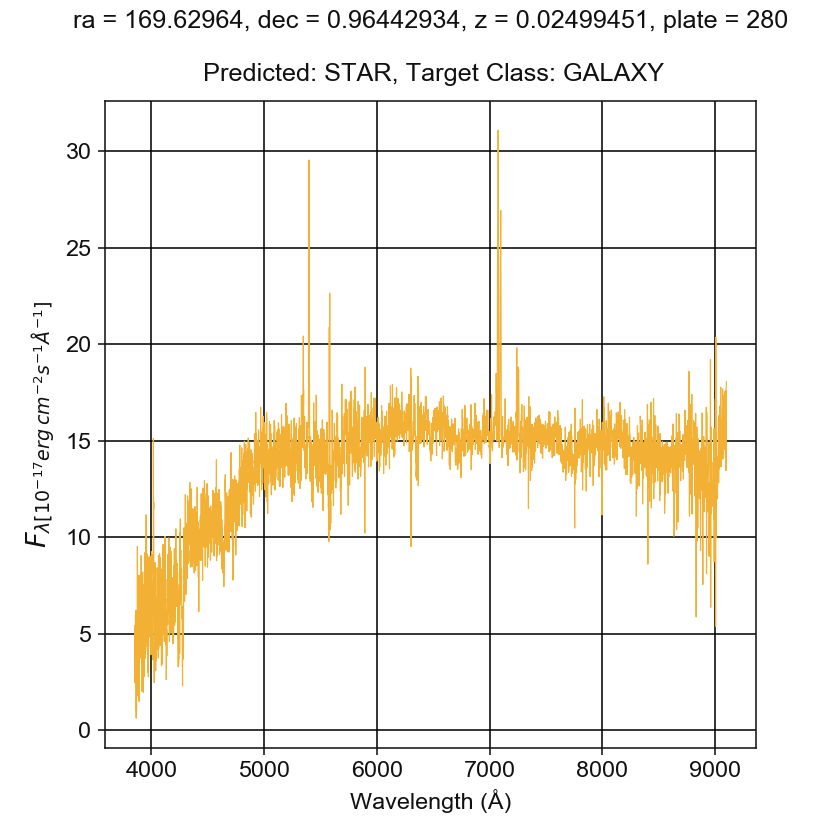 ra = 169.62964, dec = 0.96442934, z = 0.02499451, plate = 280
Predicted: STAR, Target Class: GALAXY
30
25
20
15
10
5
0
F_λ[10⁻¹⁷erg cm⁻²s⁻¹Å⁻¹]
4000 5000 6000 7000 8000 9000
Wavelength (Å)